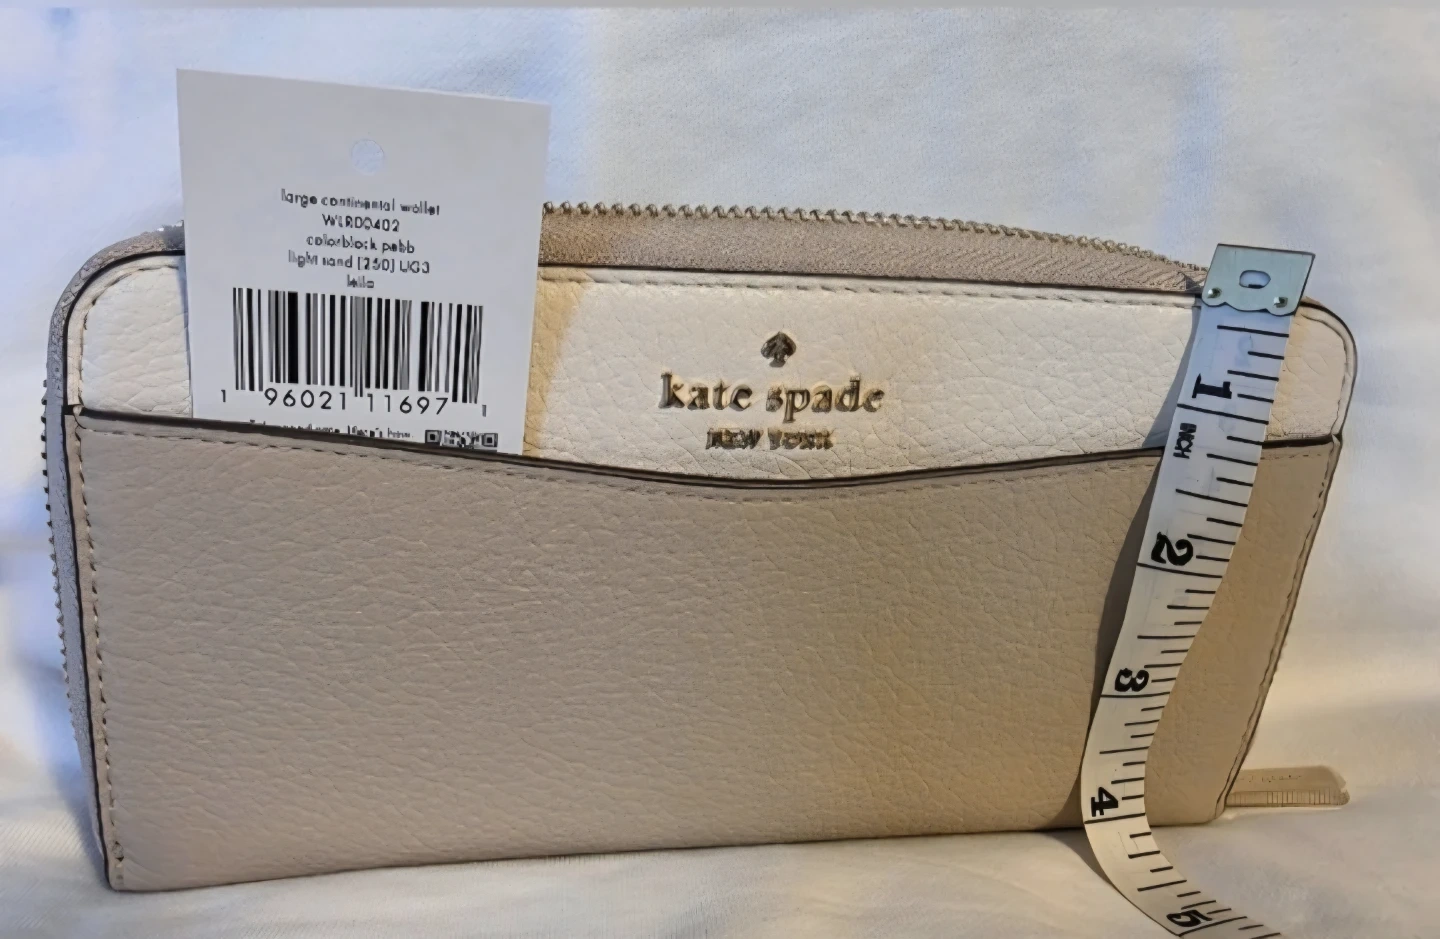 large continental wallet
WLR00402
colorblock pebb
light sand (250) UG3
1 96021 11697 1
kate spade
NEW YORK
1
INCH
2
3
4
5